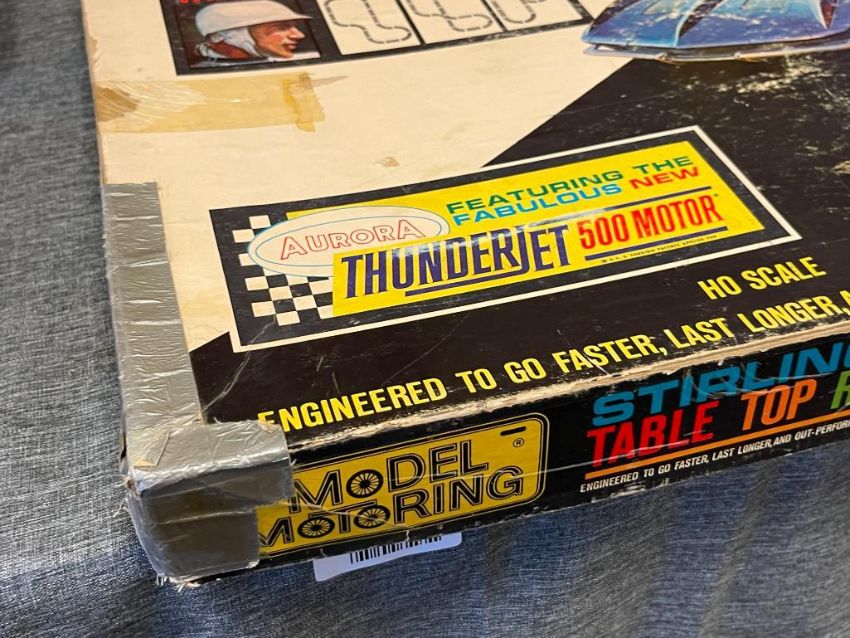 FEATURING THE
FABULOUS NEW
AURORA
THUNDERJET 500 MOTOR
HO SCALE
ENGINEERED TO GO FASTER, LAST LONGER,
STIRLING
MODEL
MOTORING ®
TABLE TOP R
ENGINEERED TO GO FASTER, LAST LONGER, AND OUT-PERFOR